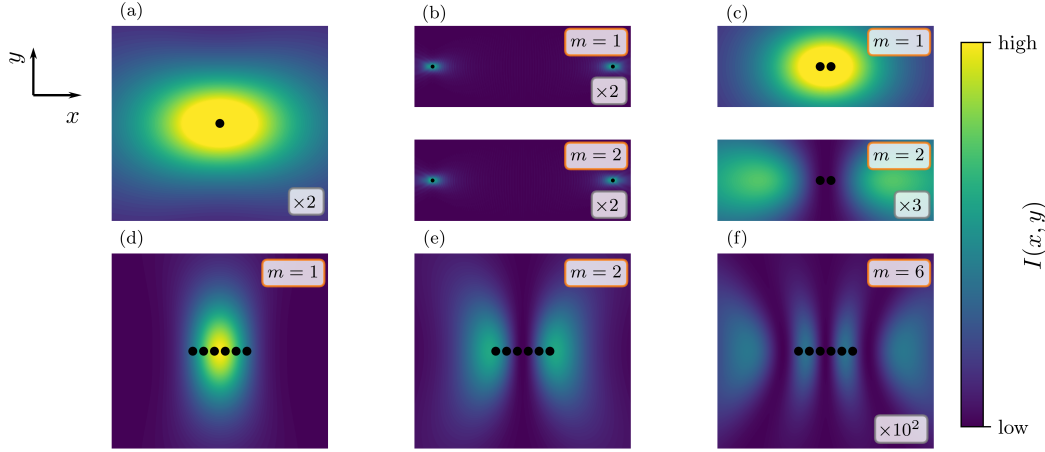 (a)
(b)
(c)
y
x
×2
m = 1
×2
m = 2
×2
m = 1
m = 2
×3
high
I(x, y)
low
(d)
(e)
(f)
m = 1
m = 2
m = 6
×10²